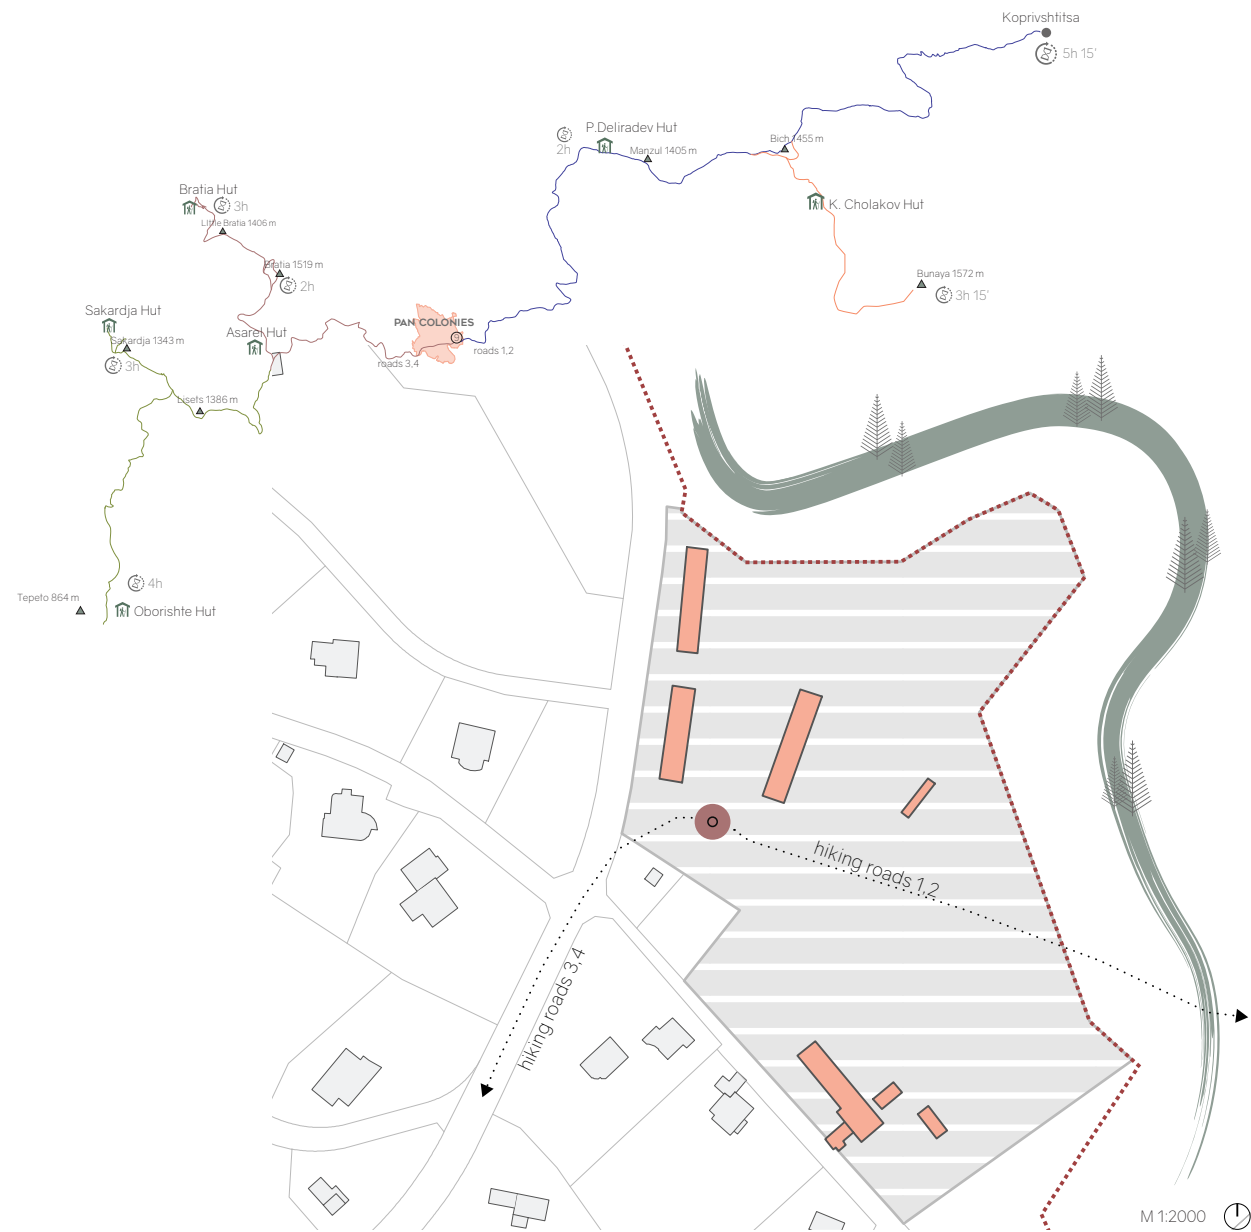 Koprivshtitsa
5h 15'
P.Deliradev Hut
2h
Manzul 1405 m
Bich 1455 m
Bratia Hut
3h
Little Bratia 1406 m
K. Cholakov Hut
Bratia 1519 m
2h
Bunaya 1572 m
3h 15'
Sakardja Hut
Sakardja 1343 m
3h
Asarel Hut
PAN COLONIES
9
roads 1,2
roads 3,4
Lisets 1386 m
4h
Tepeto 864 m
Oborishte Hut
hiking roads 1,2
hiking roads 3,4
M 1:2000